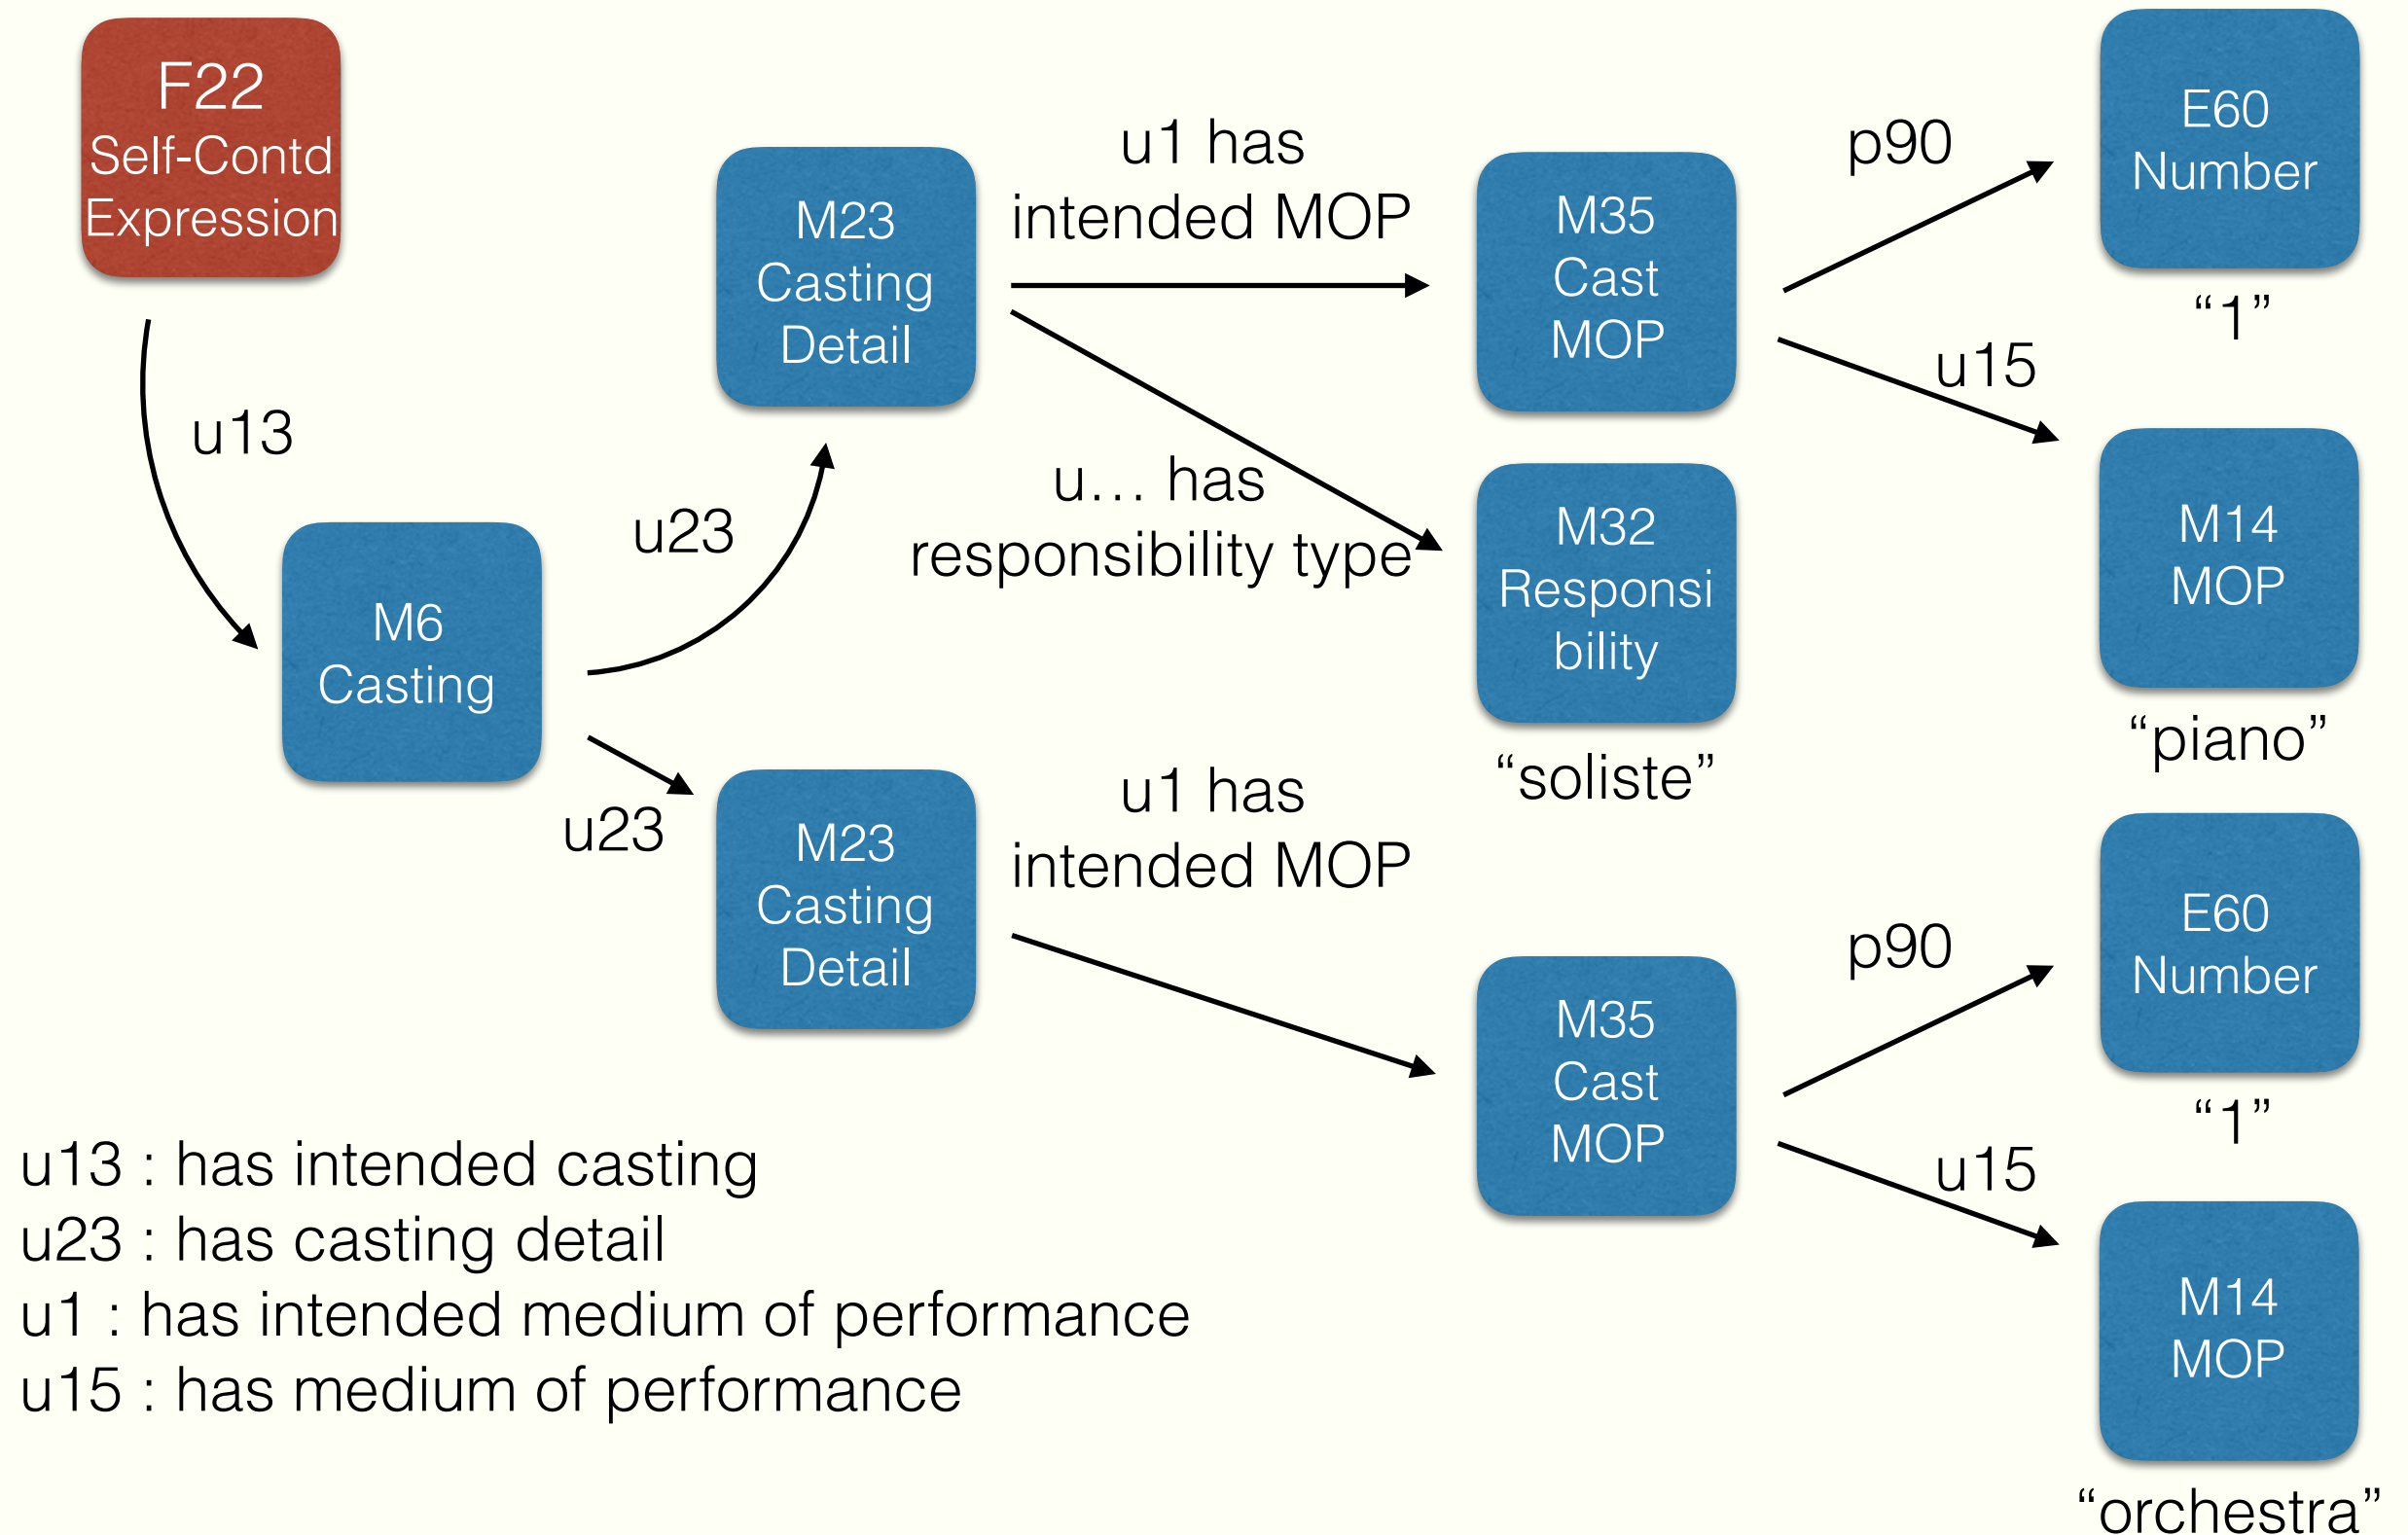 F22
Self-Contd
Expression
u13
M6
Casting
u23
u23
M23
Casting
Detail
u1 has
intended MOP
u… has
responsibility type
M35
Cast
MOP
p90
E60
Number
“1”
u15
M14
MOP
“piano”
M32
Responsi
bility
“soliste”
M23
Casting
Detail
u1 has
intended MOP
M35
Cast
MOP
p90
E60
Number
“1”
u15
M14
MOP
“orchestra”
u13 : has intended casting
u23 : has casting detail
u1 : has intended medium of performance
u15 : has medium of performance